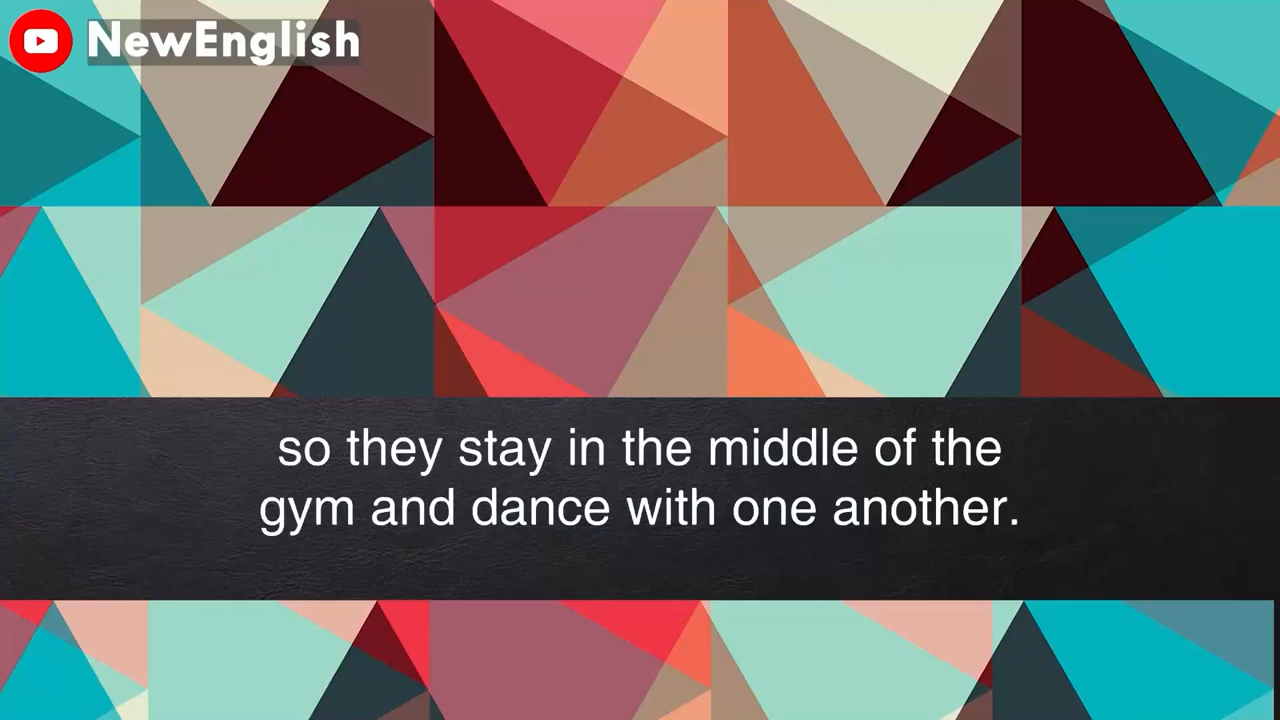 NewEnglish
so they stay in the middle of the
gym and dance with one another.